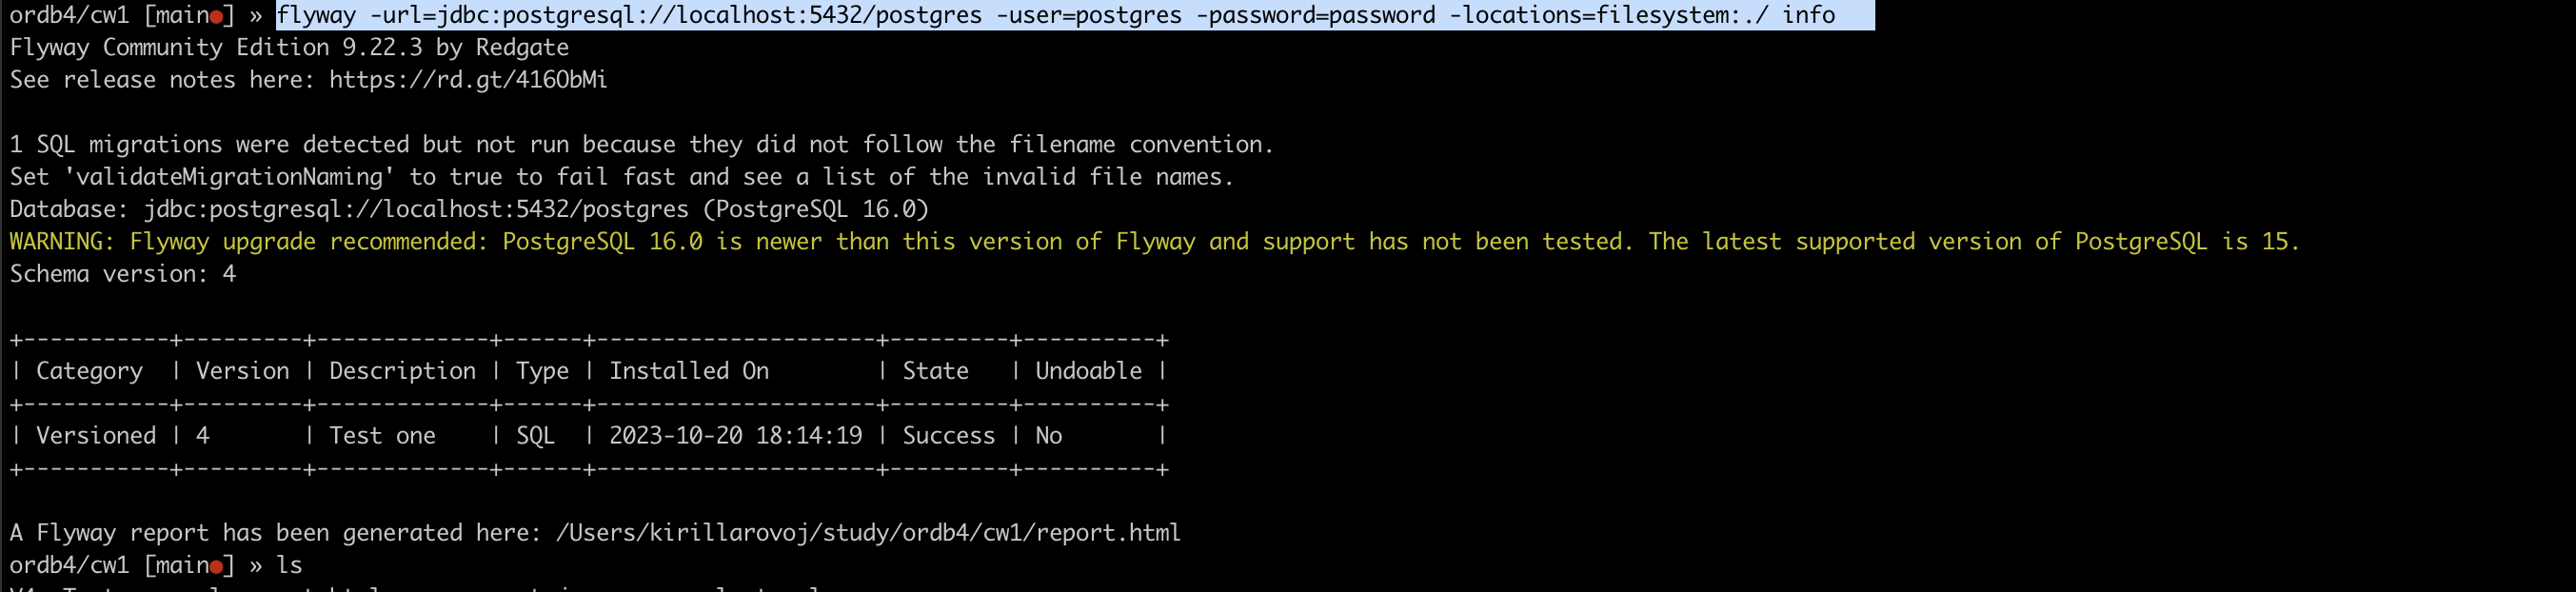 ordb4/cw1 [main●] » flyway -url=jdbc:postgresql://localhost:5432/postgres -user=postgres -password=password -locations=filesystem:./ info
Flyway Community Edition 9.22.3 by Redgate
See release notes here: https://rd.gt/416ObMi
1 SQL migrations were detected but not run because they did not follow the filename convention.
Set 'validateMigrationNaming' to true to fail fast and see a list of the invalid file names.
Database: jdbc:postgresql://localhost:5432/postgres (PostgreSQL 16.0)
WARNING: Flyway upgrade recommended: PostgreSQL 16.0 is newer than this version of Flyway and support has not been tested. The latest supported version of PostgreSQL is 15.
Schema version: 4
+-----------+---------+-------------+------+---------------------+---------+----------+
| Category  | Version | Description | Type | Installed On        | State   | Undoable |
+-----------+---------+-------------+------+---------------------+---------+----------+
| Versioned | 4       | Test one    | SQL  | 2023-10-20 18:14:19 | Success | No       |
+-----------+---------+-------------+------+---------------------+---------+----------+
A Flyway report has been generated here: /Users/kirillarovoj/study/ordb4/cw1/report.html
ordb4/cw1 [main●] » ls